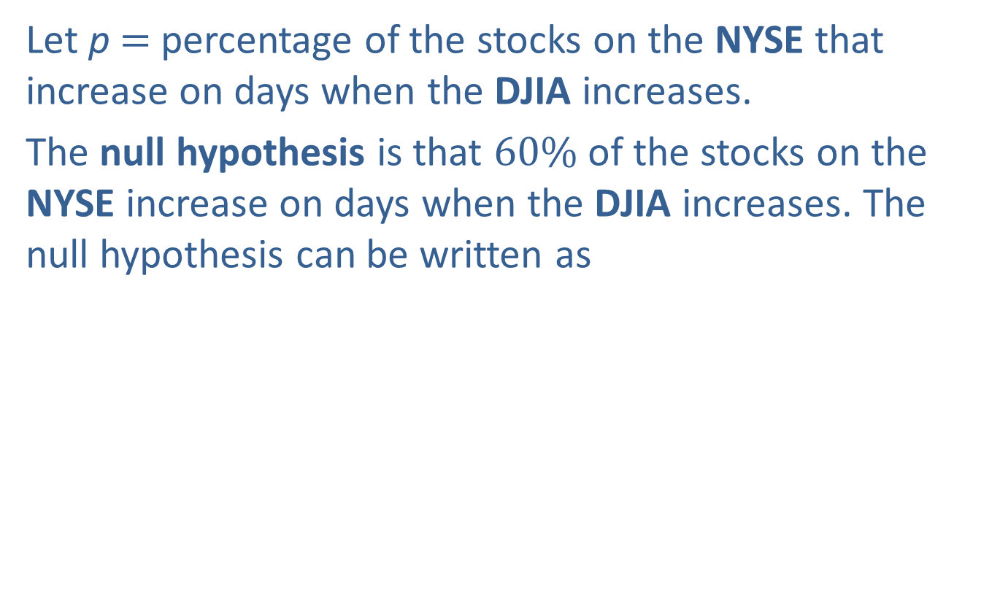 Let p = percentage of the stocks on the NYSE that
increase on days when the DJIA increases.
The null hypothesis is that 60% of the stocks on the
NYSE increase on days when the DJIA increases. The
null hypothesis can be written as